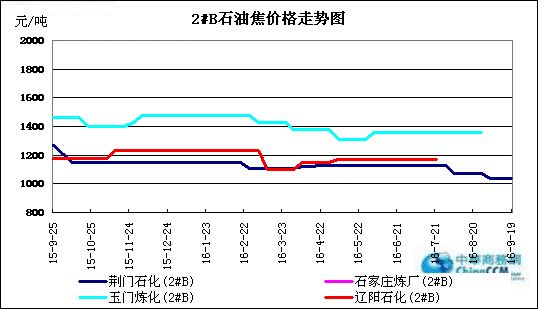 2#B石油焦价格走势图
元/吨
2000
1800
1600
1400
1200
1000
800
15-9-25
15-10-25
15-11-24
15-12-24
16-1-23
16-2-22
16-3-23
16-4-22
16-5-22
16-6-21
16-7-21
16-8-20
16-9-19
荆门石化(2#B)
石家庄炼厂(2#B)
玉门炼化(2#B)
辽阳石化(2#B)
中華商務網
ChinaCCM.com